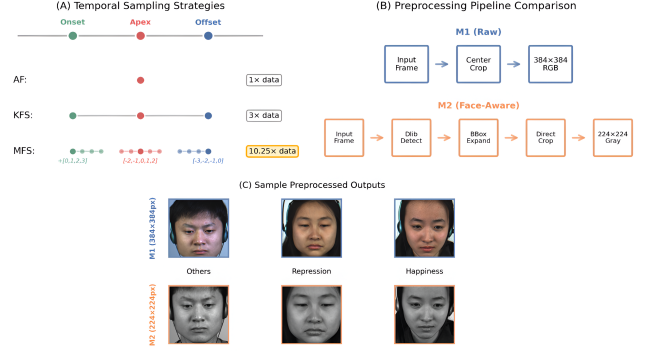 (A) Temporal Sampling Strategies
Onset
Apex
Offset
AF:
1× data
KFS:
3× data
MFS:
10.25× data
+[0,1,2,3]
[-2,-1,0,1,2]
[-3,-2,-1,0]
(B) Preprocessing Pipeline Comparison
M1 (Raw)
Input
Frame
Center
Crop
384×384
RGB
M2 (Face-Aware)
Input
Frame
Dlib
Detect
BBox
Expand
Direct
Crop
224×224
Gray
(C) Sample Preprocessed Outputs
M1 (384×384px)
Others
Repression
Happiness
M2 (224×224px)